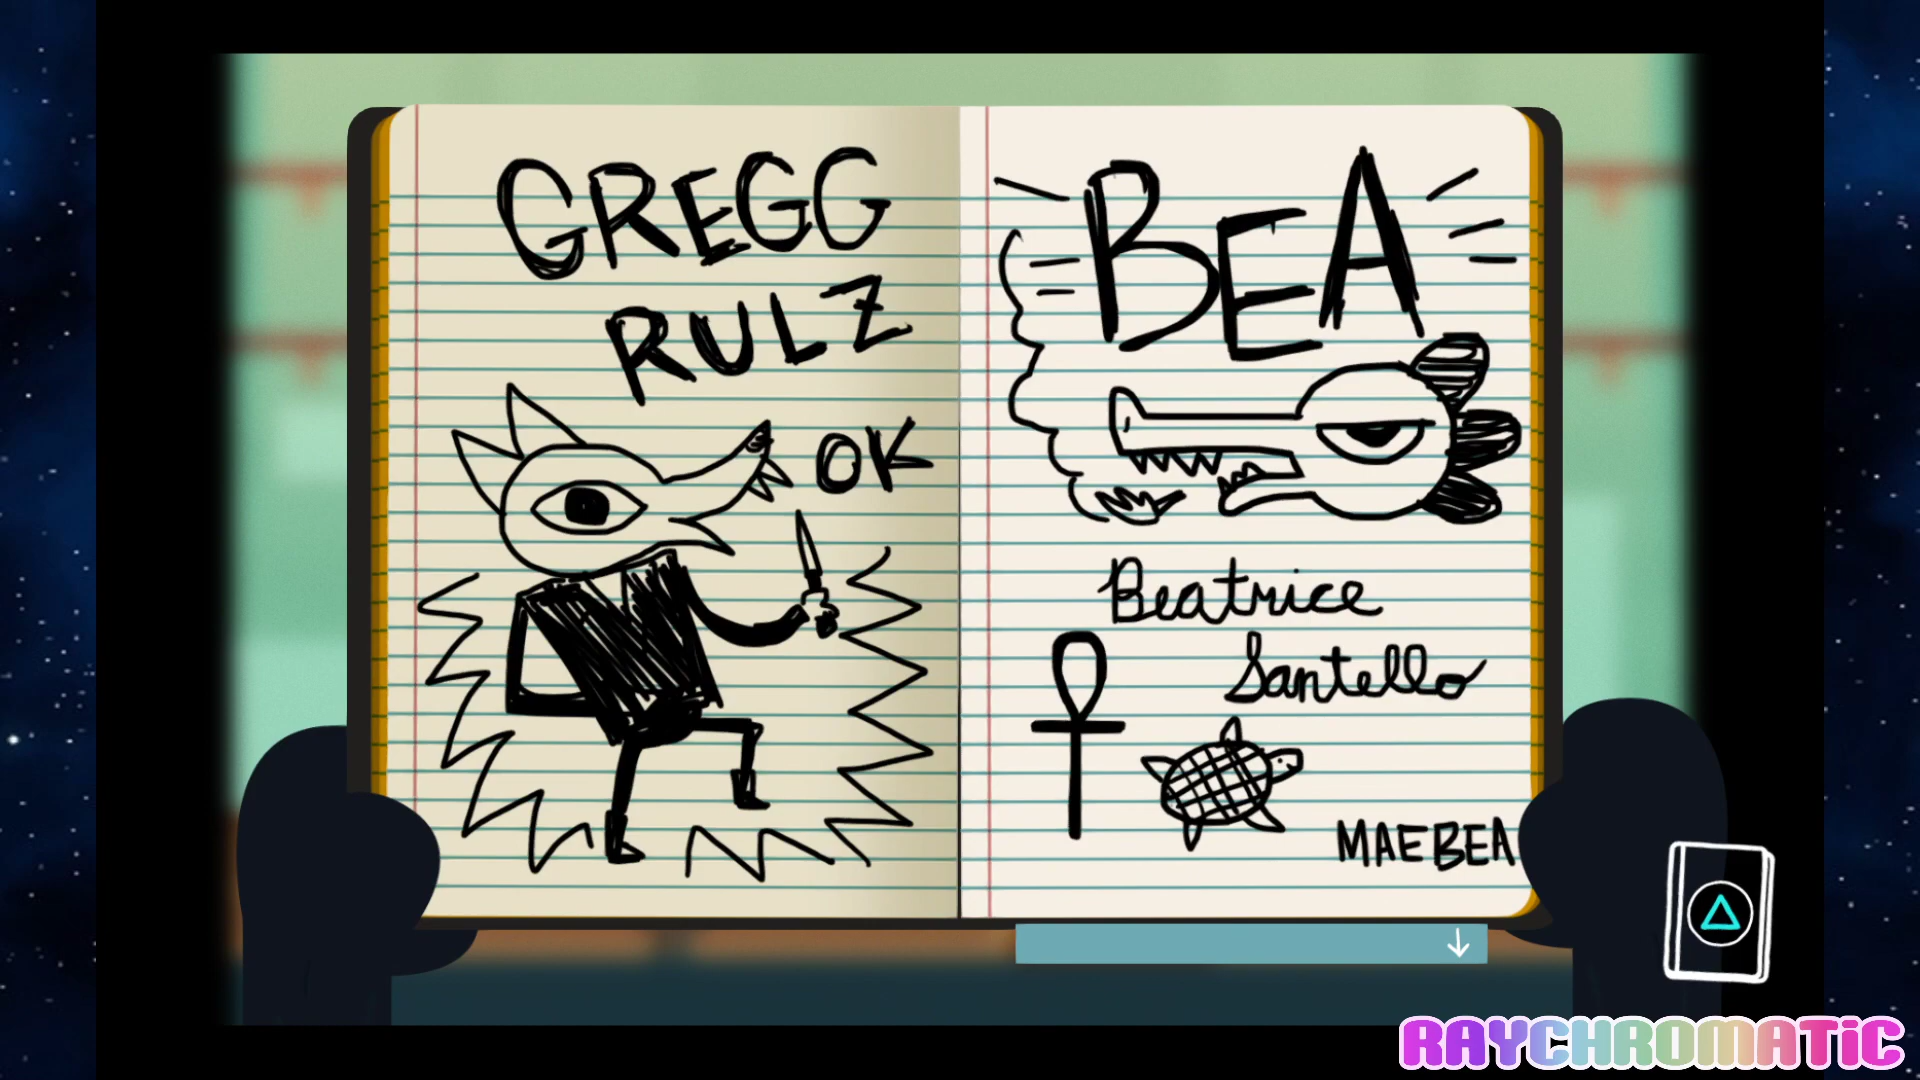 GREGG
RULZ
OK
BEA
Beatrice
Santello
MAEBEA
RAYCHROMATiC